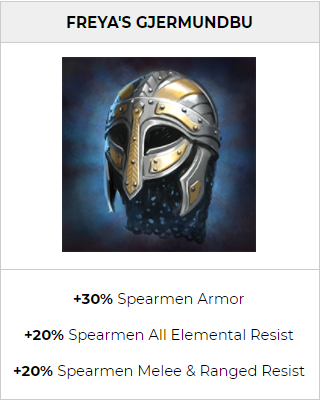 FREYA'S GJERMUNDBU
+30% Spearmen Armor
+20% Spearmen All Elemental Resist
+20% Spearmen Melee & Ranged Resist